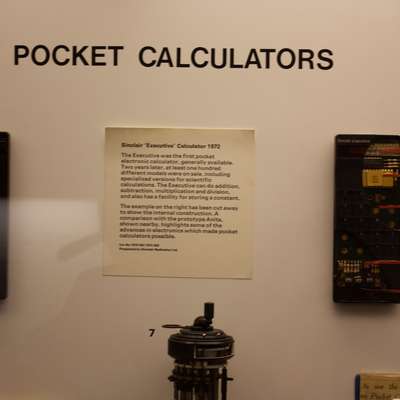 POCKET CALCULATORS
Sinclair 'Executive' Calculator 1972
The Executive was the first pocket
electronic calculator, generally available.
Two years later, at least one hundred
different models were on sale, including
specialised versions for scientific
calculations. The Executive can do addition,
subtraction, multiplication and division,
and also has a facility for storing a constant.
The example on the right has been cut away
to show the internal construction. A
comparison with the prototype Anita,
shown nearby, highlights some of the
advances in electronics which made pocket
calculators possible.
7